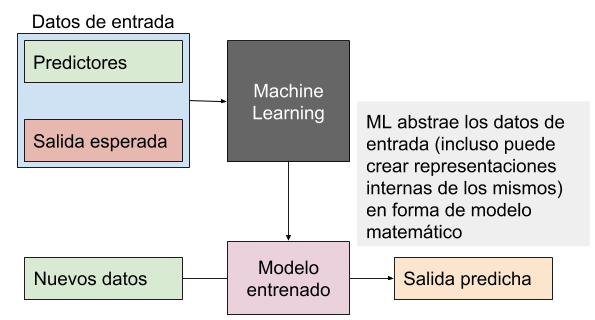 Datos de entrada
Predictores
Salida esperada
Machine
Learning
ML abstrae los datos de
entrada (incluso puede
crear representaciones
internas de los mismos)
en forma de modelo
matemático
Nuevos datos
Modelo
entrenado
Salida predicha